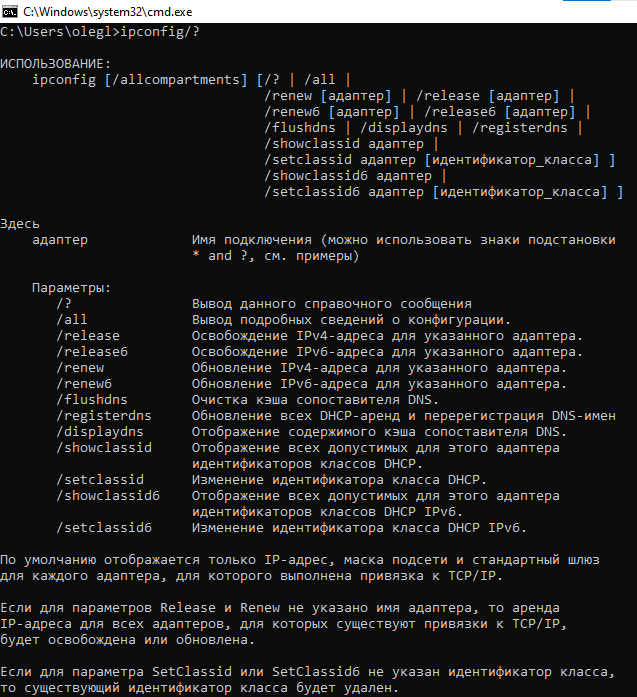 C:\Windows\system32\cmd.exe
C:\Users\olegl>ipconfig/?
ИСПОЛЬЗОВАНИЕ:
ipconfig [/allcompartments] [/? | /all |
/renew [адаптер] | /release [адаптер] |
/renew6 [адаптер] | /release6 [адаптер] |
/flushdns | /displaydns | /registerdns |
/showclassid адаптер |
/setclassid адаптер [идентификатор_класса] ]
/showclassid6 адаптер |
/setclassid6 адаптер [идентификатор_класса] ]
Здесь
адаптер Имя подключения (можно использовать знаки подстановки
* and ?, см. примеры)
Параметры:
/? Вывод данного справочного сообщения
/all Вывод подробных сведений о конфигурации.
/release Освобождение IPv4-адреса для указанного адаптера.
/release6 Освобождение IPv6-адреса для указанного адаптера.
/renew Обновление IPv4-адреса для указанного адаптера.
/renew6 Обновление IPv6-адреса для указанного адаптера.
/flushdns Очистка кэша сопоставителя DNS.
/registerdns Обновление всех DHCP-аренд и перерегистрация DNS-имен
/displaydns Отображение содержимого кэша сопоставителя DNS.
/showclassid Отображение всех допустимых для этого адаптера
идентификаторов классов DHCP.
/setclassid Изменение идентификатора класса DHCP.
/showclassid6 Отображение всех допустимых для этого адаптера
идентификаторов классов DHCP IPv6.
/setclassid6 Изменение идентификатора класса DHCP IPv6.
По умолчанию отображается только IP-адрес, маска подсети и стандартный шлюз
для каждого адаптера, для которого выполнена привязка к TCP/IP.
Если для параметров Release и Renew не указано имя адаптера, то аренда
IP-адреса для всех адаптеров, для которых существуют привязки к TCP/IP,
будет освобождена или обновлена.
Если для параметра SetClassid или SetClassid6 не указан идентификатор класса,
то существующий идентификатор класса будет удален.